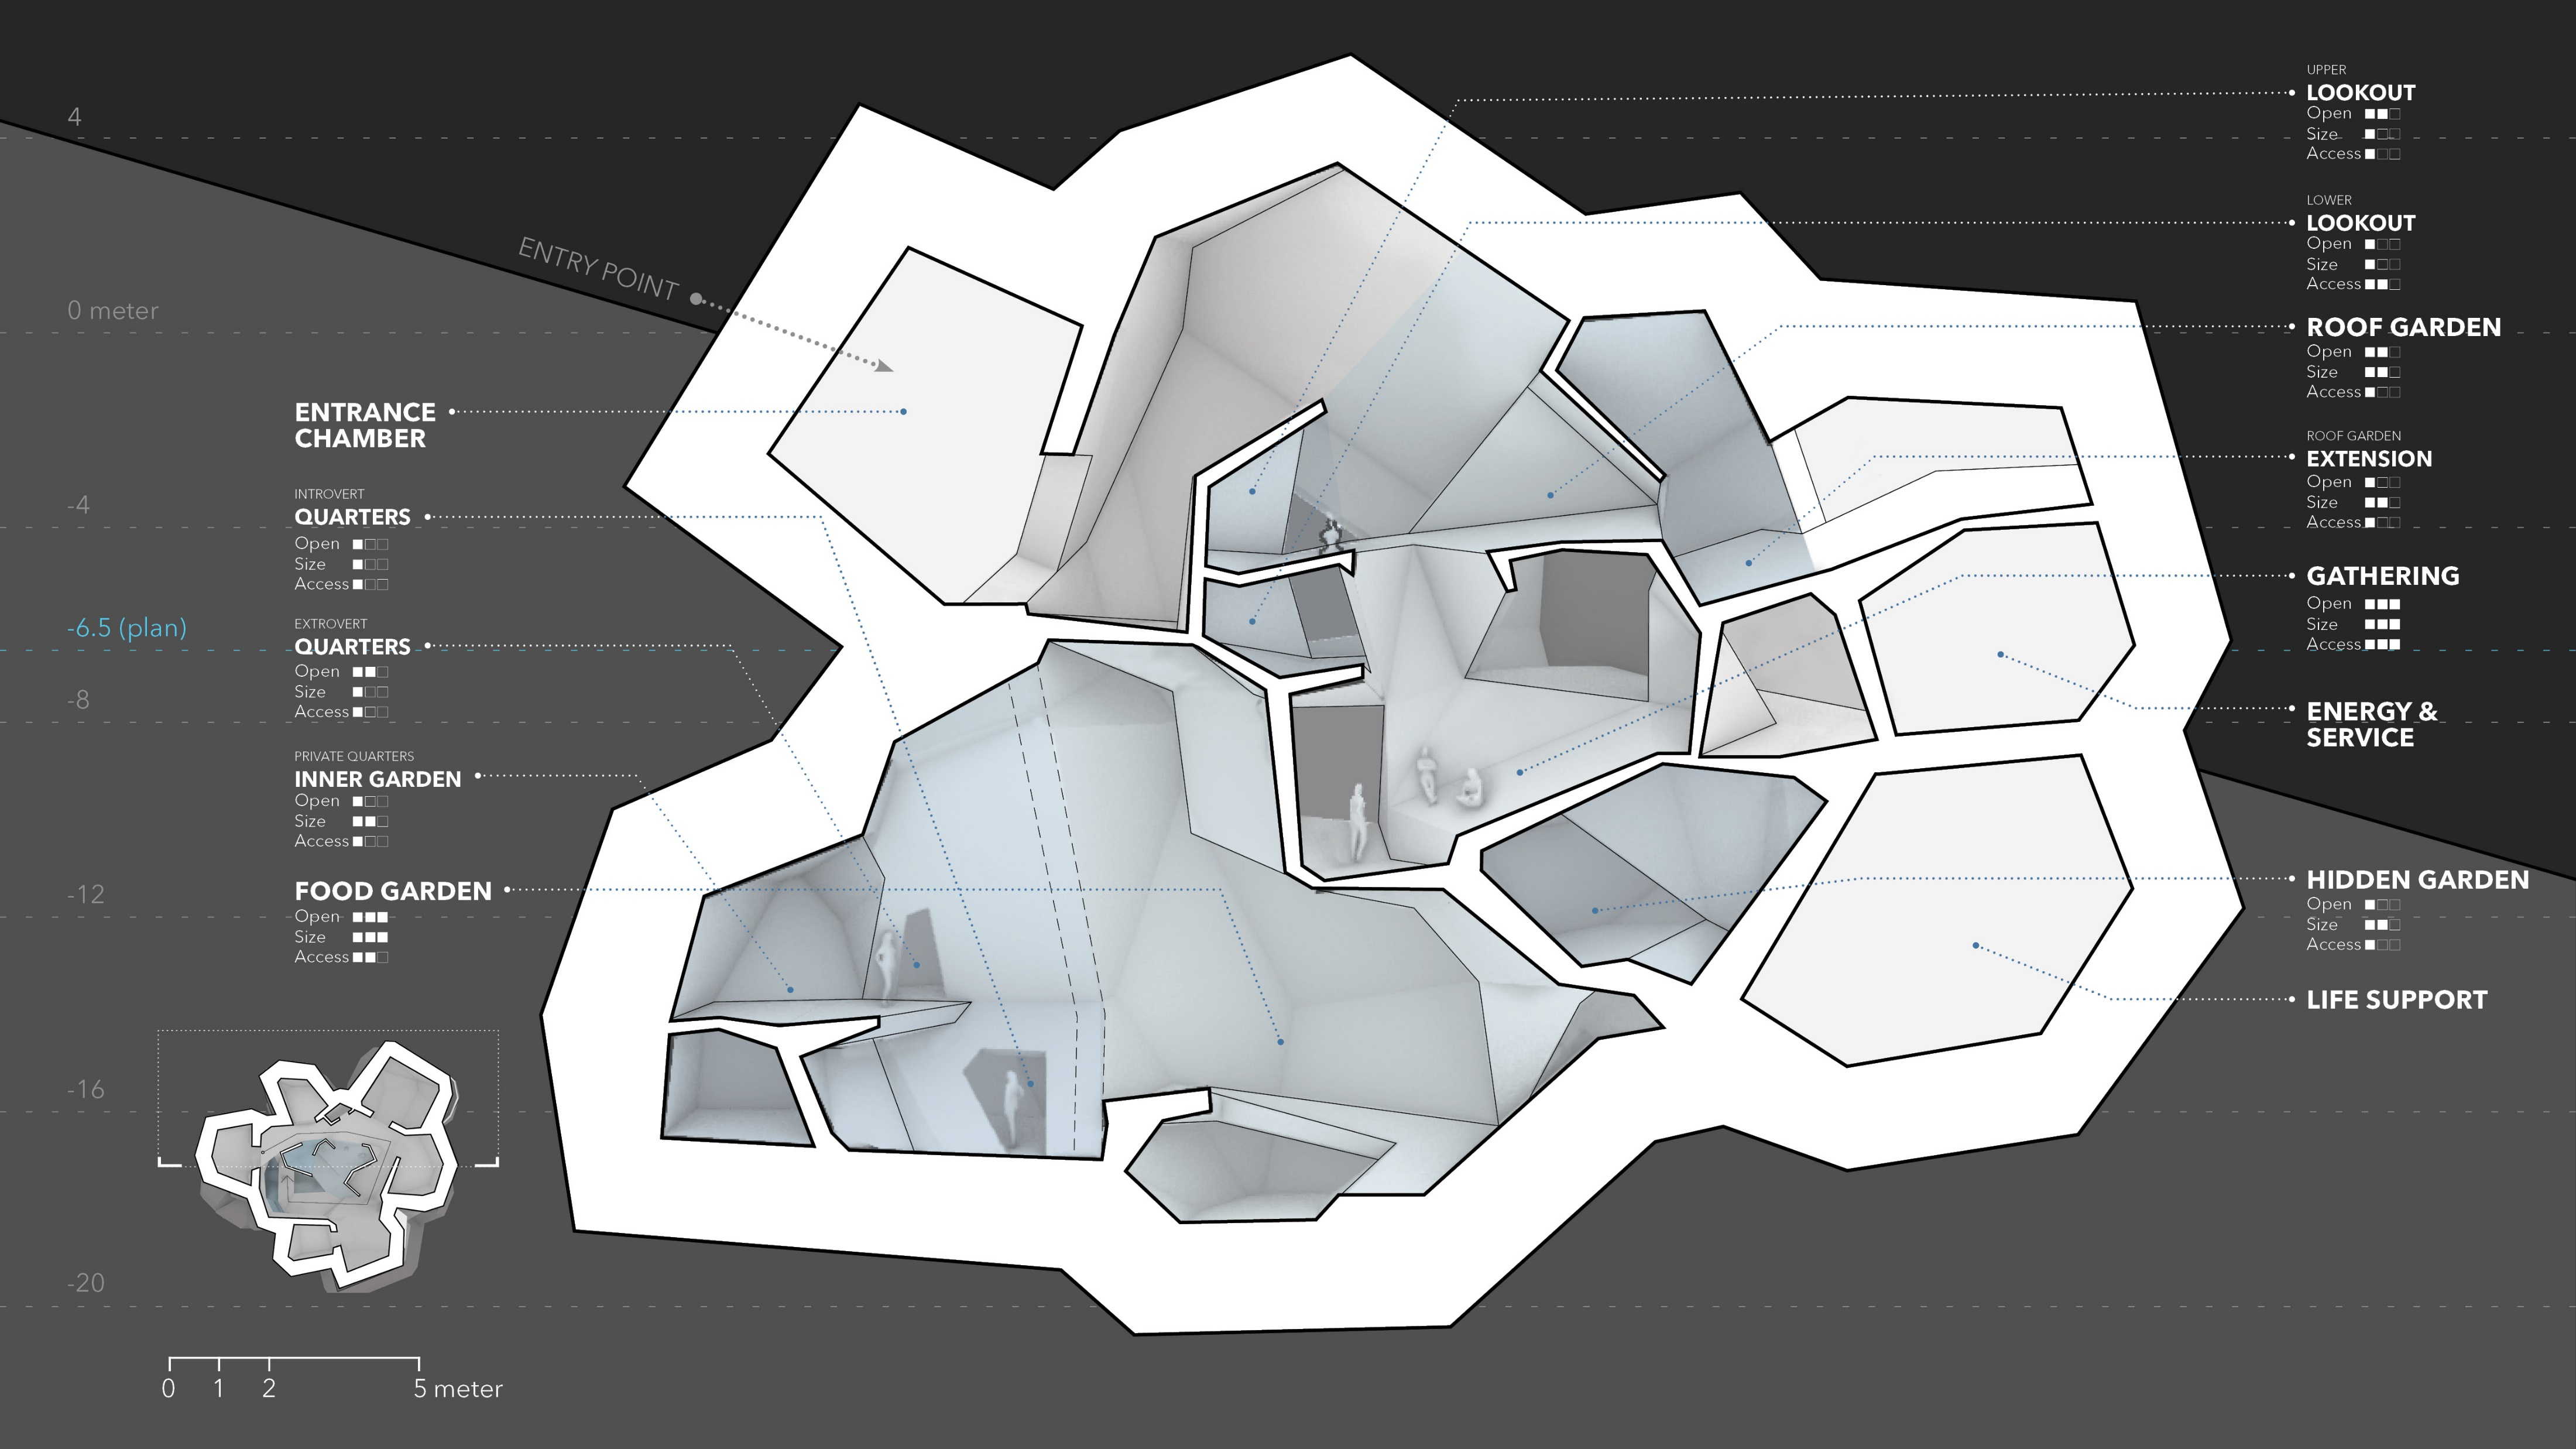 4
0 meter
-4
-6.5 (plan)
-8
-12
-16
-20
ENTRY POINT
ENTRANCE
CHAMBER
INTROVERT
QUARTERS
Open
Size
Access
EXTROVERT
QUARTERS
Open
Size
Access
PRIVATE QUARTERS
INNER GARDEN
Open
Size
Access
FOOD GARDEN
Open
Size
Access
0 1 2 5 meter
UPPER
LOOKOUT
Open
Size
Access
LOWER
LOOKOUT
Open
Size
Access
ROOF GARDEN
Open
Size
Access
ROOF GARDEN
EXTENSION
Open
Size
Access
GATHERING
Open
Size
Access
ENERGY &
SERVICE
HIDDEN GARDEN
Open
Size
Access
LIFE SUPPORT